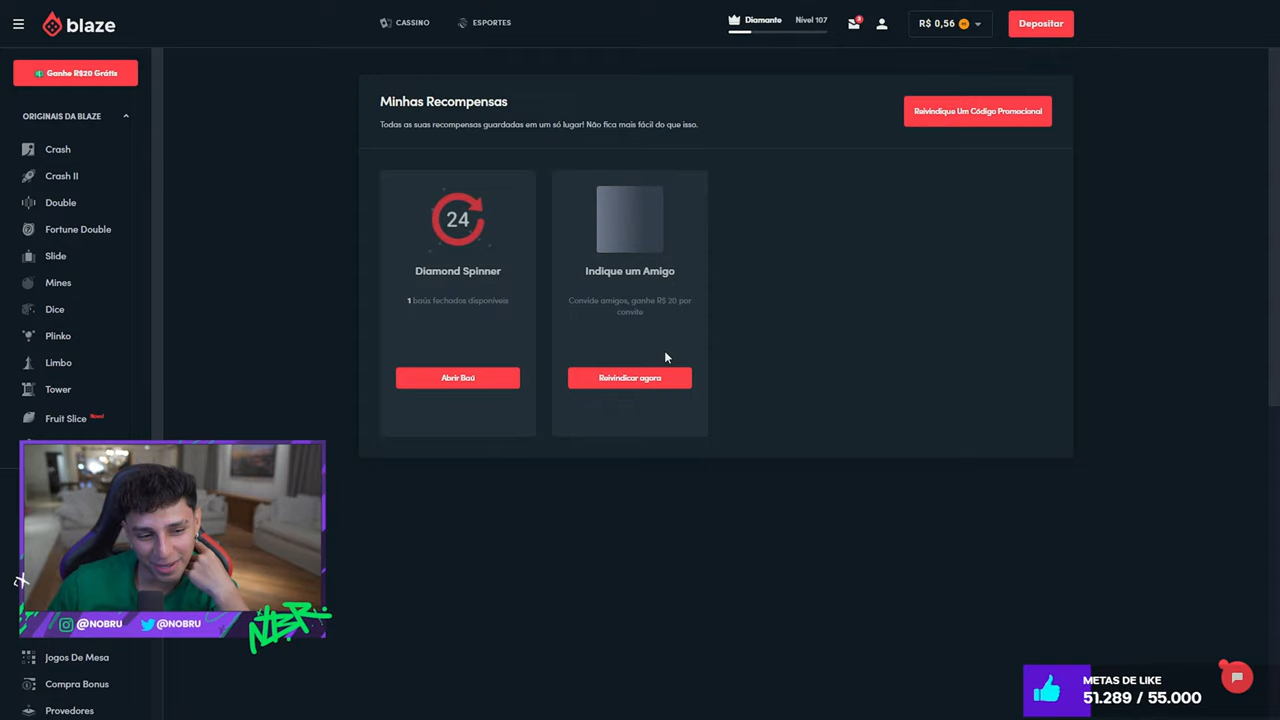 blaze
CASSINO
ESPORTES
Diamante
Nível 107
3
R$ 0,56
Depositar
Ganhe R$20 Grátis
ORIGINAIS DA BLAZE
Crash
Crash II
Double
Fortune Double
Slide
Mines
Dice
Plinko
Limbo
Tower
Fruit Slice Novo!
Jogos De Mesa
Compra Bonus
Provedores
Minhas Recompensas
Todas as suas recompensas guardadas em um só lugar! Não fica mais fácil do que isso.
Reivindique Um Código Promocional
24
Diamond Spinner
1 baús fechados disponíveis
Abrir Baú
Indique um Amigo
Convide amigos, ganhe R$ 20 por
convite
Reivindicar agora
@NOBRU
@NOBRU
NBR
METAS DE LIKE
51.289 / 55.000